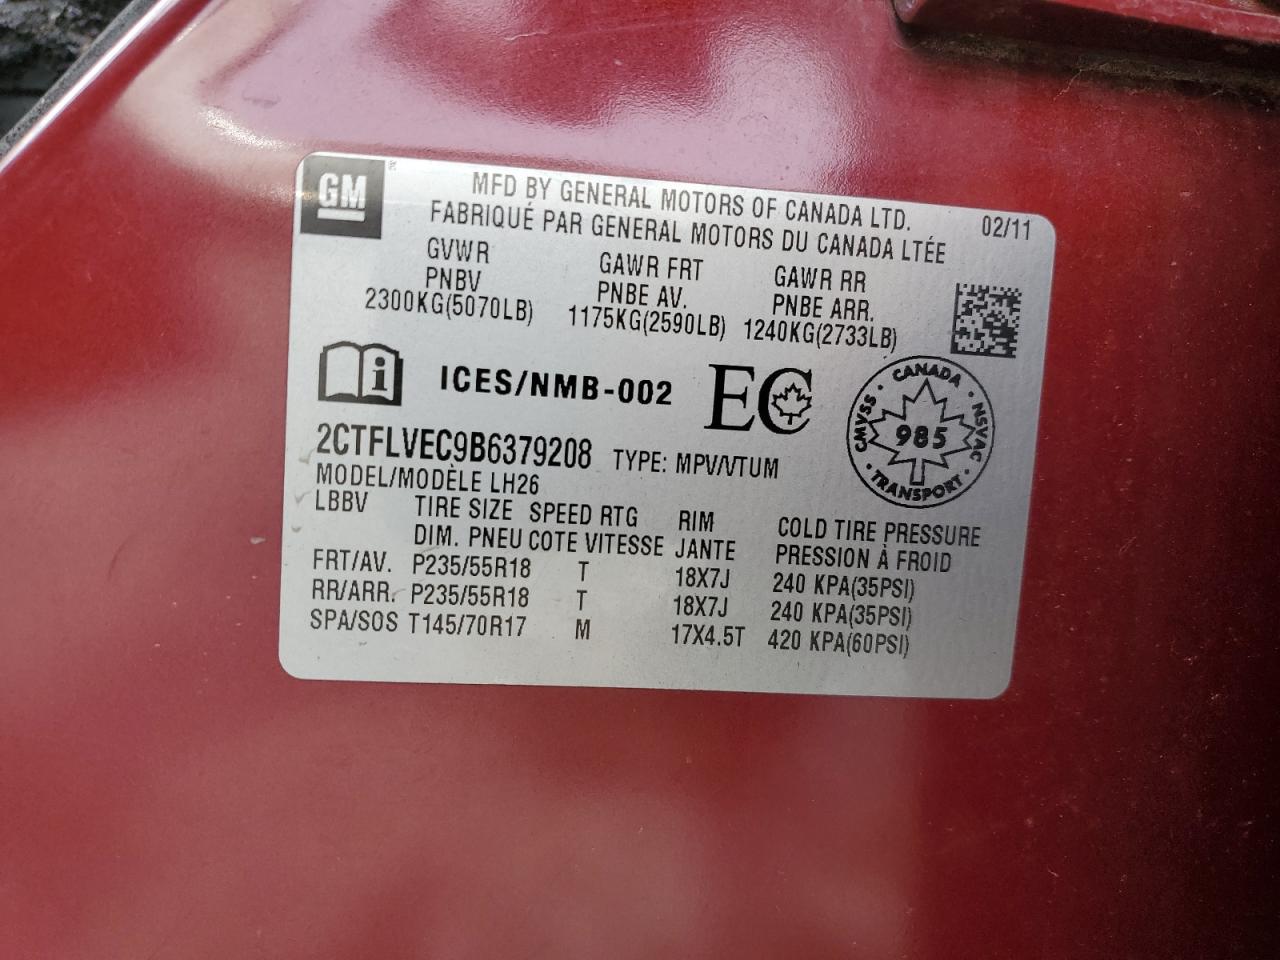 GM
MFD BY GENERAL MOTORS OF CANADA LTD.
FABRIQUÉ PAR GENERAL MOTORS DU CANADA LTÉE
02/11
GVWR GAWR FRT GAWR RR
PNBV PNBE AV. PNBE ARR.
2300KG(5070LB) 1175KG(2590LB) 1240KG(2733LB)
i ICES/NMB-002 EC
CANADA
CMVSS 985 NSVAC
TRANSPORT
2CTFLVEC9B6379208 TYPE: MPV/VTUM
MODEL/MODÈLE LH26
LBBV TIRE SIZE SPEED RTG RIM COLD TIRE PRESSURE
DIM. PNEU COTE VITESSE JANTE PRESSION À FROID
FRT/AV. P235/55R18 T 18X7J 240 KPA(35PSI)
RR/ARR. P235/55R18 T 18X7J 240 KPA(35PSI)
SPA/SOS T145/70R17 M 17X4.5T 420 KPA(60PSI)